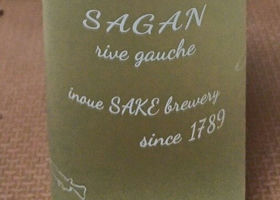 SAGAN
rive gauche
inoue SAKE brewery
since 1789